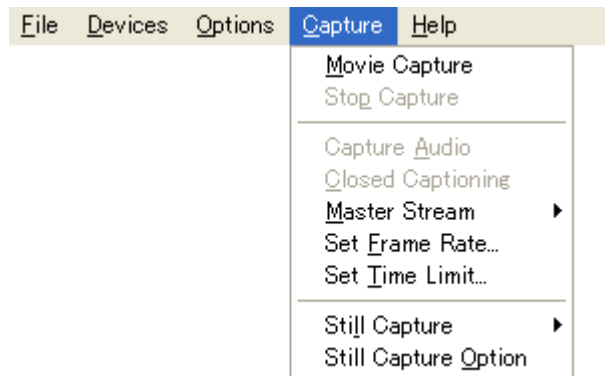 File Devices Options Capture Help
Movie Capture
Stop Capture
Capture Audio
Closed Captioning
Master Stream
Set Frame Rate...
Set Time Limit...
Still Capture
Still Capture Option